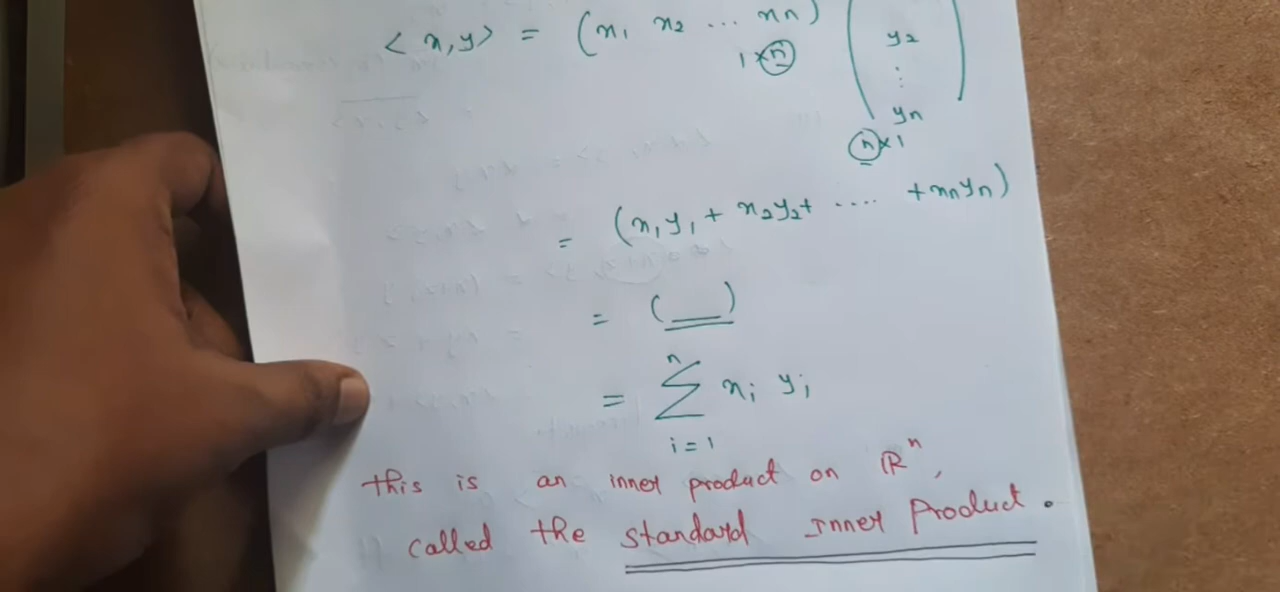 <x,y> = (x₁ x₂ ... xₙ) 1×n ( y₂ ⋮ yₙ ) n×1
= (x₁y₁ + x₂y₂+ .... +xₙyₙ)
= (__)
= n ∑ i=1 xᵢ yᵢ
this is an inner product on ℝⁿ,
called the standard Inner Product.